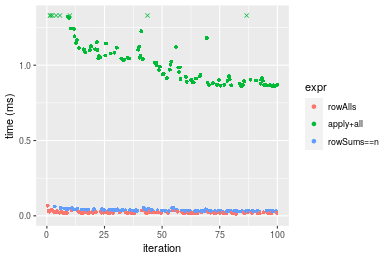 time (ms)
1.0
0.5
0.0
0
25
50
75
100
iteration
expr
rowAlls
apply+all
rowSums==n